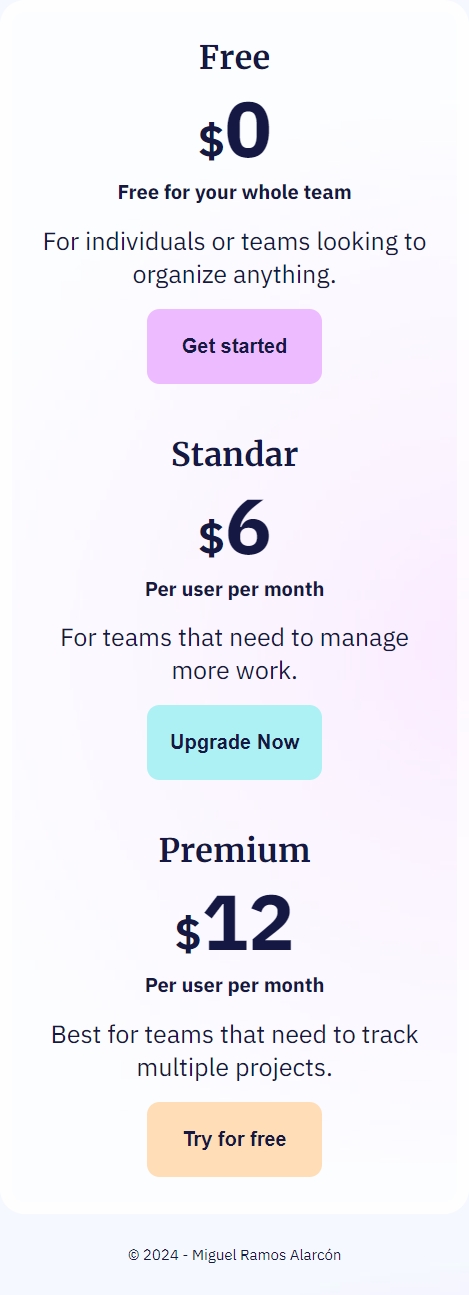 Free
$0
Free for your whole team
For individuals or teams looking to
organize anything.
Get started
Standar
$6
Per user per month
For teams that need to manage
more work.
Upgrade Now
Premium
$12
Per user per month
Best for teams that need to track
multiple projects.
Try for free
© 2024 - Miguel Ramos Alarcón